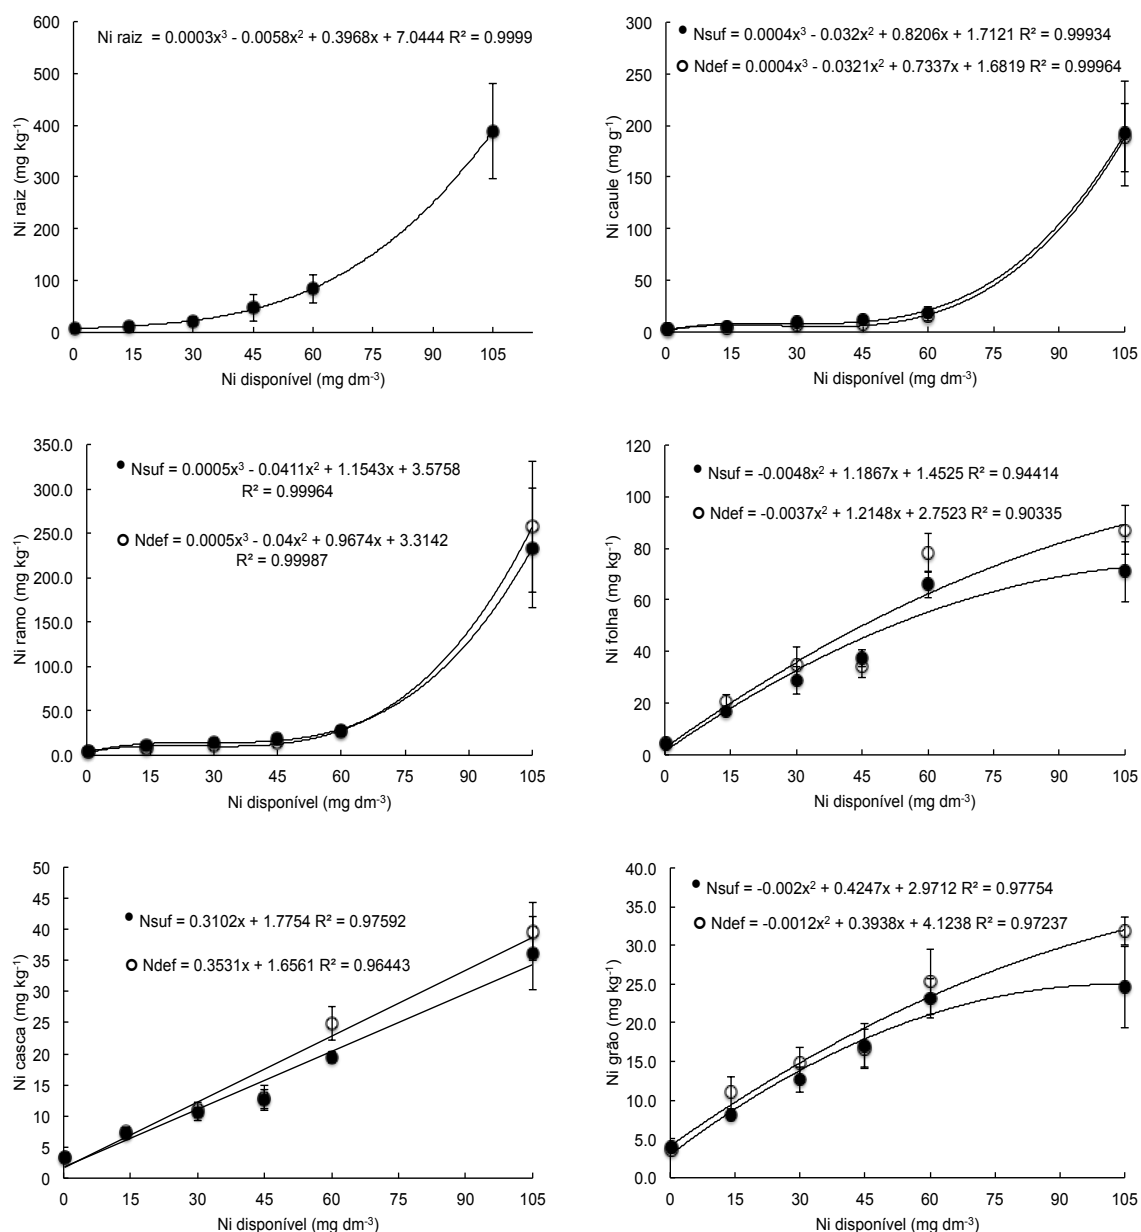 Ni raiz = 0.0003x³ - 0.0058x² + 0.3968x + 7.0444 R² = 0.9999
600
500
400
300
200
100
0
Ni raiz (mg kg⁻¹)
0 15 30 45 60 75 90 105
Ni disponível (mg dm⁻³)
Nsuf = 0.0004x³ - 0.032x² + 0.8206x + 1.7121 R² = 0.99934
Ndef = 0.0004x³ - 0.0321x² + 0.7337x + 1.6819 R² = 0.99964
300
250
200
150
100
50
0
Ni caule (mg g⁻¹)
0 15 30 45 60 75 90 105
Ni disponível (mg dm⁻³)
Nsuf = 0.0005x³ - 0.0411x² + 1.1543x + 3.5758
R² = 0.99964
Ndef = 0.0005x³ - 0.04x² + 0.9674x + 3.3142
R² = 0.99987
350.0
300.0
250.0
200.0
150.0
100.0
50.0
0.0
Ni ramo (mg kg⁻¹)
0 15 30 45 60 75 90 105
Ni disponível (mg dm⁻³)
Nsuf = -0.0048x² + 1.1867x + 1.4525 R² = 0.94414
Ndef = -0.0037x² + 1.2148x + 2.7523 R² = 0.90335
120
100
80
60
40
20
0
Ni folha (mg kg⁻¹)
0 15 30 45 60 75 90 105
Ni disponível (mg dm⁻³)
Nsuf = 0.3102x + 1.7754 R² = 0.97592
Ndef = 0.3531x + 1.6561 R² = 0.96443
50
45
40
35
30
25
20
15
10
5
0
Ni casca (mg kg⁻¹)
0 15 30 45 60 75 90 105
Ni disponível (mg dm⁻³)
Nsuf = -0.002x² + 0.4247x + 2.9712 R² = 0.97754
Ndef = -0.0012x² + 0.3938x + 4.1238 R² = 0.97237
40.0
35.0
30.0
25.0
20.0
15.0
10.0
5.0
0.0
Ni grão (mg kg⁻¹)
0 15 30 45 60 75 90 105
Ni disponível (mg dm⁻³)